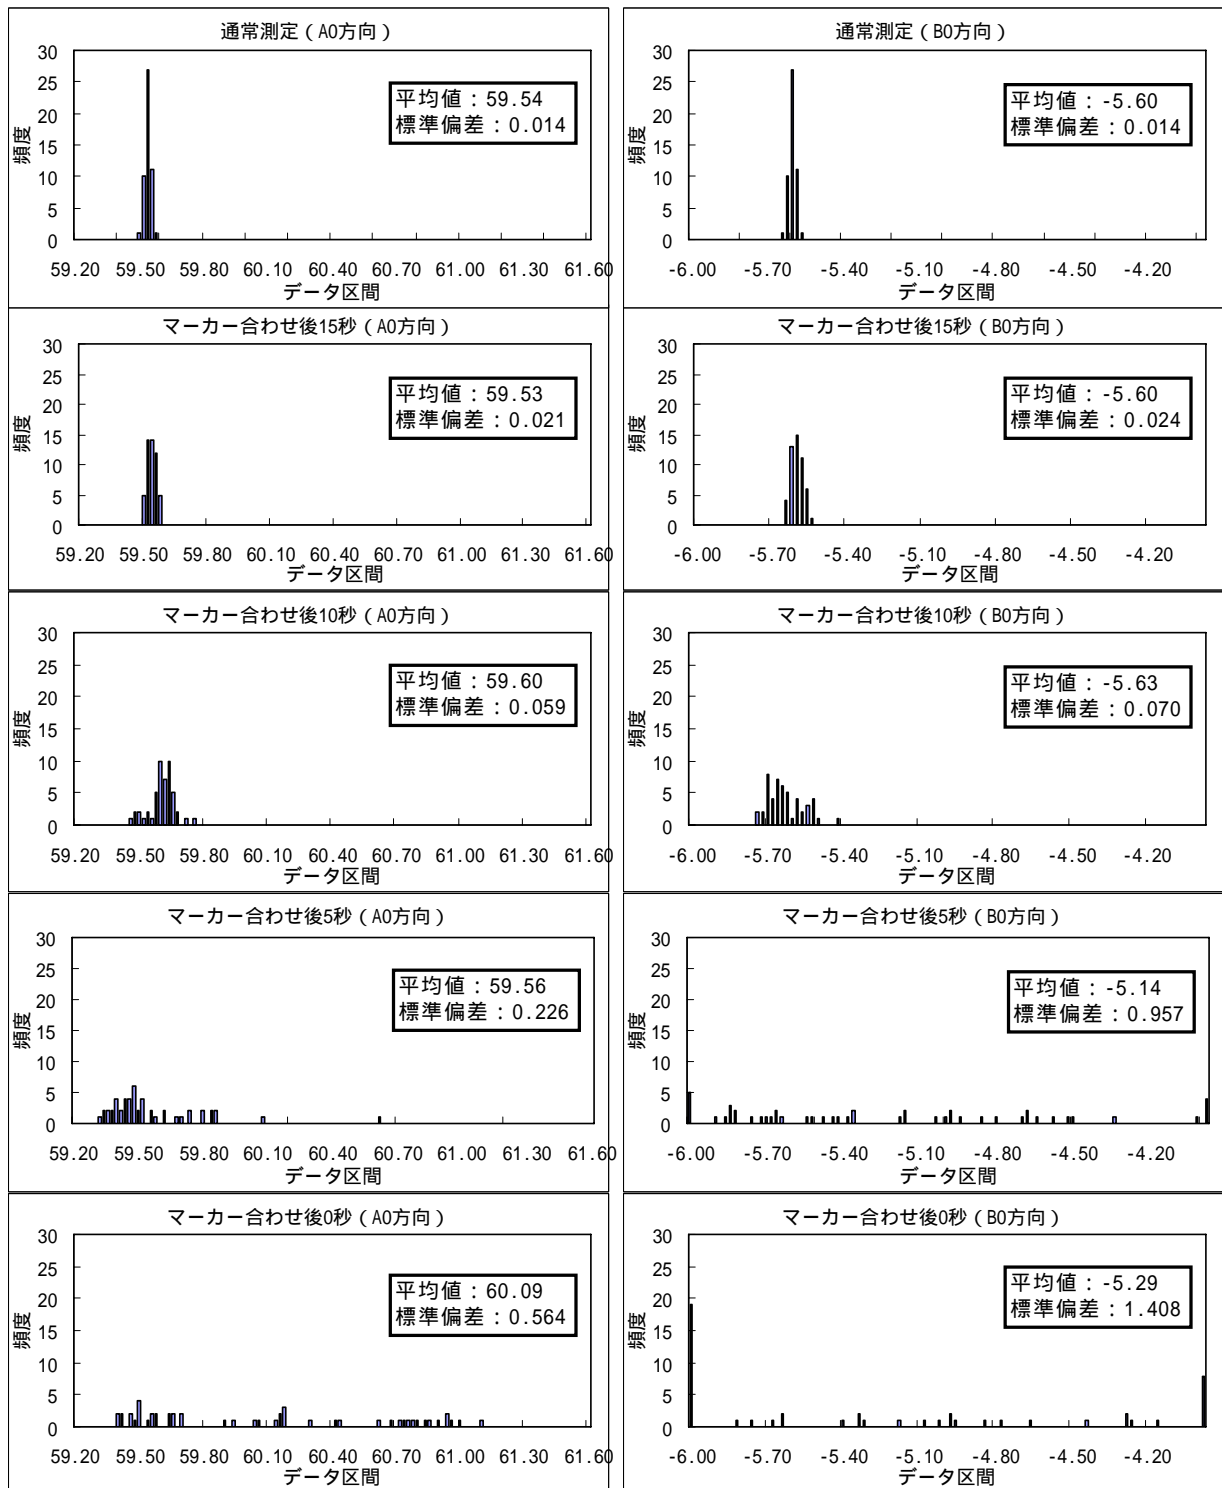 通常測定(A0方向)
30
25
20
15
10
5
0
頻度
平均値:59.54
標準偏差:0.014
59.20 59.50 59.80 60.10 60.40 60.70 61.00 61.30 61.60
データ区間
通常測定(B0方向)
30
25
20
15
10
5
0
頻度
平均値:-5.60
標準偏差:0.014
-6.00 -5.70 -5.40 -5.10 -4.80 -4.50 -4.20
データ区間
マーカー合わせ後15秒(A0方向)
30
25
20
15
10
5
0
頻度
平均値:59.53
標準偏差:0.021
59.20 59.50 59.80 60.10 60.40 60.70 61.00 61.30 61.60
データ区間
マーカー合わせ後15秒(B0方向)
30
25
20
15
10
5
0
頻度
平均値:-5.60
標準偏差:0.024
-6.00 -5.70 -5.40 -5.10 -4.80 -4.50 -4.20
データ区間
マーカー合わせ後10秒(A0方向)
30
25
20
15
10
5
0
頻度
平均値:59.60
標準偏差:0.059
59.20 59.50 59.80 60.10 60.40 60.70 61.00 61.30 61.60
データ区間
マーカー合わせ後10秒(B0方向)
30
25
20
15
10
5
0
頻度
平均値:-5.63
標準偏差:0.070
-6.00 -5.70 -5.40 -5.10 -4.80 -4.50 -4.20
データ区間
マーカー合わせ後5秒(A0方向)
30
25
20
15
10
5
0
頻度
平均値:59.56
標準偏差:0.226
59.20 59.50 59.80 60.10 60.40 60.70 61.00 61.30 61.60
データ区間
マーカー合わせ後5秒(B0方向)
30
25
20
15
10
5
0
頻度
平均値:-5.14
標準偏差:0.957
-6.00 -5.70 -5.40 -5.10 -4.80 -4.50 -4.20
データ区間
マーカー合わせ後0秒(A0方向)
30
25
20
15
10
5
0
頻度
平均値:60.09
標準偏差:0.564
59.20 59.50 59.80 60.10 60.40 60.70 61.00 61.30 61.60
データ区間
マーカー合わせ後0秒(B0方向)
30
25
20
15
10
5
0
頻度
平均値:-5.29
標準偏差:1.408
-6.00 -5.70 -5.40 -5.10 -4.80 -4.50 -4.20
データ区間